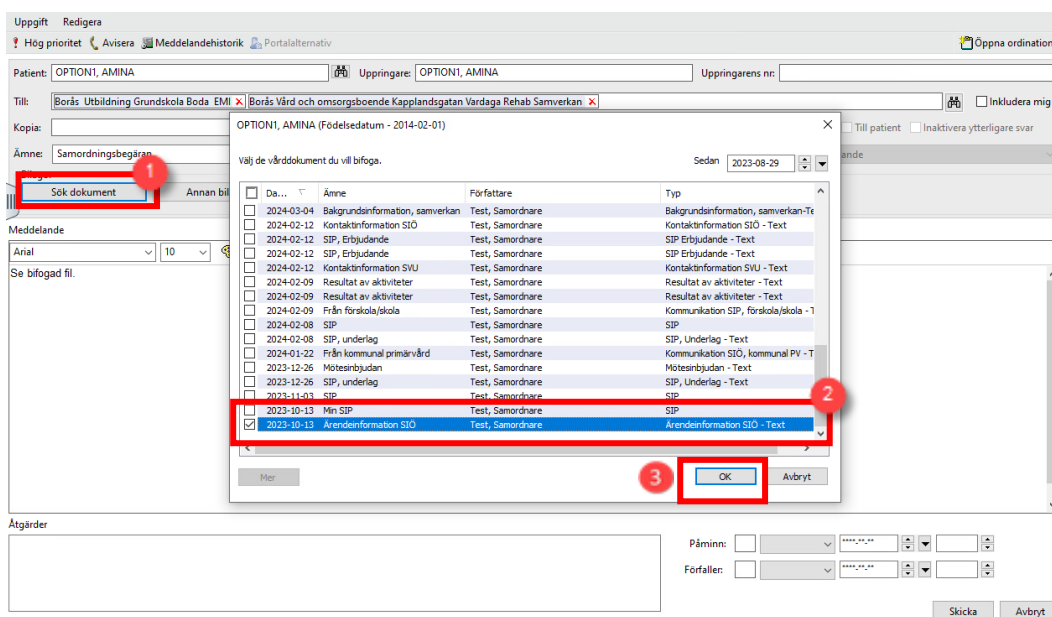 Uppgift Redigera
Hög prioritet Avisera Meddelandehistorik Portalalternativ Öppna ordination
Patient: OPTION1, AMINA Uppringare: OPTION1, AMINA Uppringarens nr:
Till: Borås Utbildning Grundskola Boda EMI Borås Vård och omsorgsboende Kapplandsgatan Vardaga Rehab Samverkan Inkludera mig
Kopia: Till patient Inaktivera ytterligare svar
Ämne: Samordningsbegäran
1
Sök dokument Annan bil
Meddelande
Arial 10
Se bifogad fil.
OPTION1, AMINA (Födelsedatum - 2014-02-01)
Välj de vårddokument du vill bifoga. Sedan 2023-08-29
Da... Ämne Författare Typ
2024-03-04 Bakgrundsinformation, samverkan Test, Samordnare Bakgrundsinformation, samverkan-Te
2024-02-12 Kontaktinformation SIÖ Test, Samordnare Kontaktinformation SIÖ - Text
2024-02-12 SIP, Erbjudande Test, Samordnare SIP Erbjudande - Text
2024-02-12 SIP, Erbjudande Test, Samordnare SIP Erbjudande - Text
2024-02-12 Kontaktinformation SVU Test, Samordnare Kontaktinformation SVU - Text
2024-02-09 Resultat av aktiviteter Test, Samordnare Resultat av aktiviteter - Text
2024-02-09 Resultat av aktiviteter Test, Samordnare Resultat av aktiviteter - Text
2024-02-09 Från förskola/skola Test, Samordnare Kommunikation SIP, förskola/skola - T
2024-02-08 SIP Test, Samordnare SIP
2024-02-08 SIP, underlag Test, Samordnare SIP, Underlag - Text
2024-01-22 Från kommunal primärvård Test, Samordnare Kommunikation SIÖ, kommunal PV - T
2023-12-26 Mötesinbjudan Test, Samordnare Mötesinbjudan - Text
2023-12-26 SIP, underlag Test, Samordnare SIP, Underlag - Text
2023-11-03 SIP Test, Samordnare SIP
2
2023-10-13 Min SIP Test, Samordnare SIP
2023-10-13 Ärendeinformation SIÖ Test, Samordnare Ärendeinformation SIÖ - Text
Mer 3 OK Avbryt
Åtgärder
Påminn: ****-**-**
Förfaller: ****-**-**
Skicka Avbryt